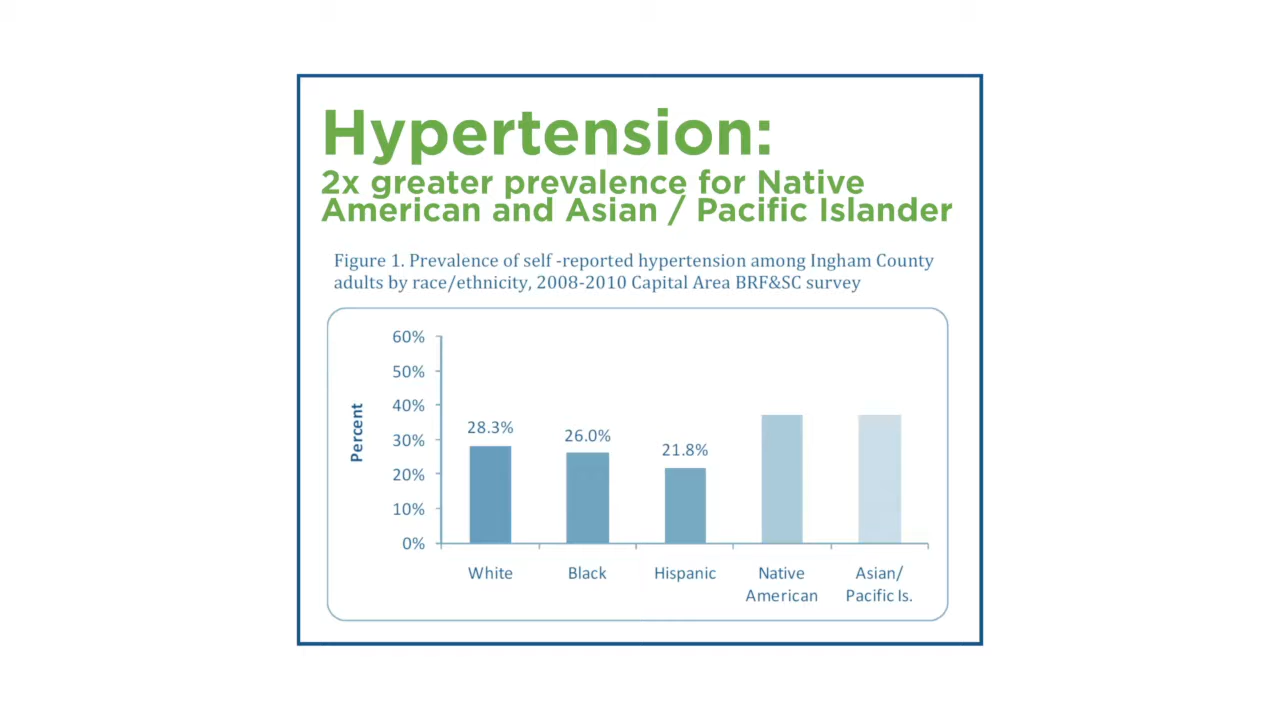 Hypertension:
2x greater prevalence for Native
American and Asian / Pacific Islander
Figure 1. Prevalence of self -reported hypertension among Ingham County
adults by race/ethnicity, 2008-2010 Capital Area BRF&SC survey
60%
50%
40%
30%
20%
10%
0%
Percent
28.3%
26.0%
21.8%
White
Black
Hispanic
Native
American
Asian/
Pacific Is.